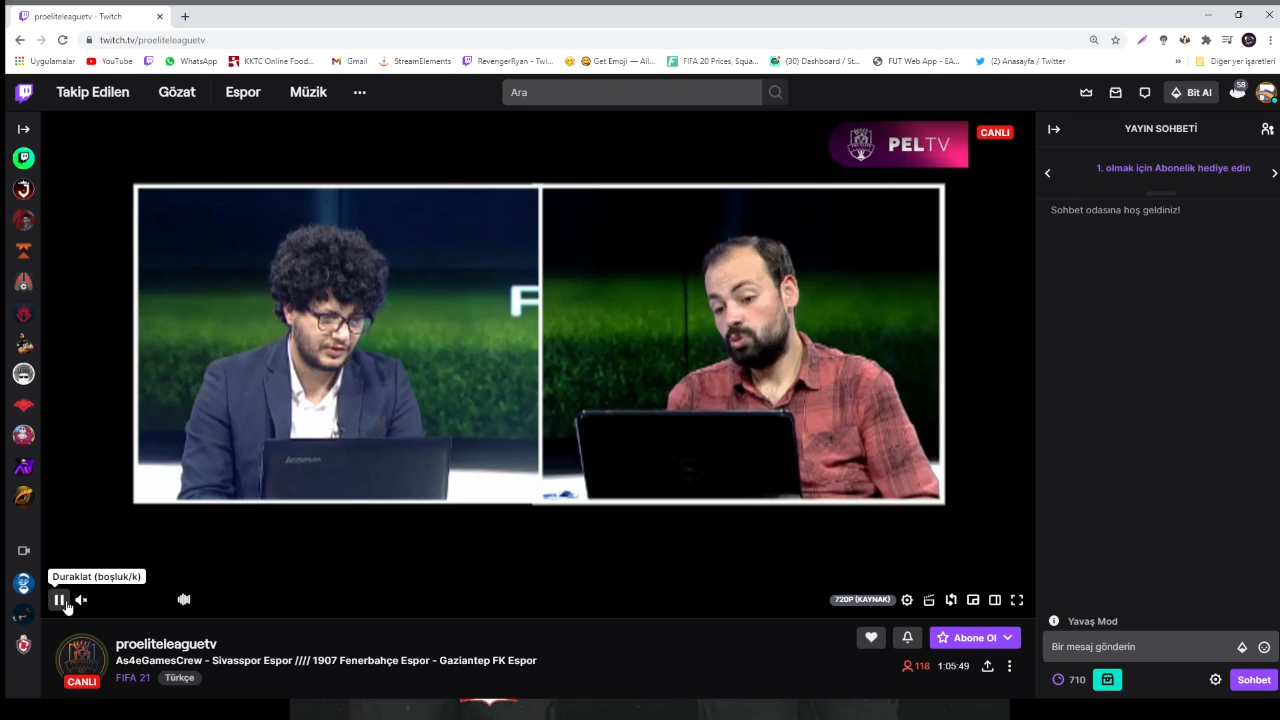 proeliteleaguetv - Twitch
twitch.tv/proeliteleaguetv
Uygulamalar
YouTube
WhatsApp
KKTC Online Food...
Gmail
StreamElements
RevengerRyan - Twi...
Get Emoji — All...
FIFA 20 Prices, Squa...
(30) Dashboard / St...
FUT Web App - EA...
(2) Anasayfa / Twitter
»
Diğer yer işaretleri
Takip Edilen
Gözat
Espor
Müzik
Ara
58
Bit Al
PELTV
CANLI
YAYIN SOHBETİ
1. olmak için Abonelik hediye edin
Sohbet odasına hoş geldiniz!
F
lenovo
Duraklat (boşluk/k)
720P (KAYNAK)
proeliteleaguetv
As4eGamesCrew - Sivasspor Espor //// 1907 Fenerbahçe Espor - Gaziantep FK Espor
FIFA 21
Türkçe
CANLI
Abone Ol
118
1:05:49
Yavaş Mod
Bir mesaj gönderin
710
Sohbet